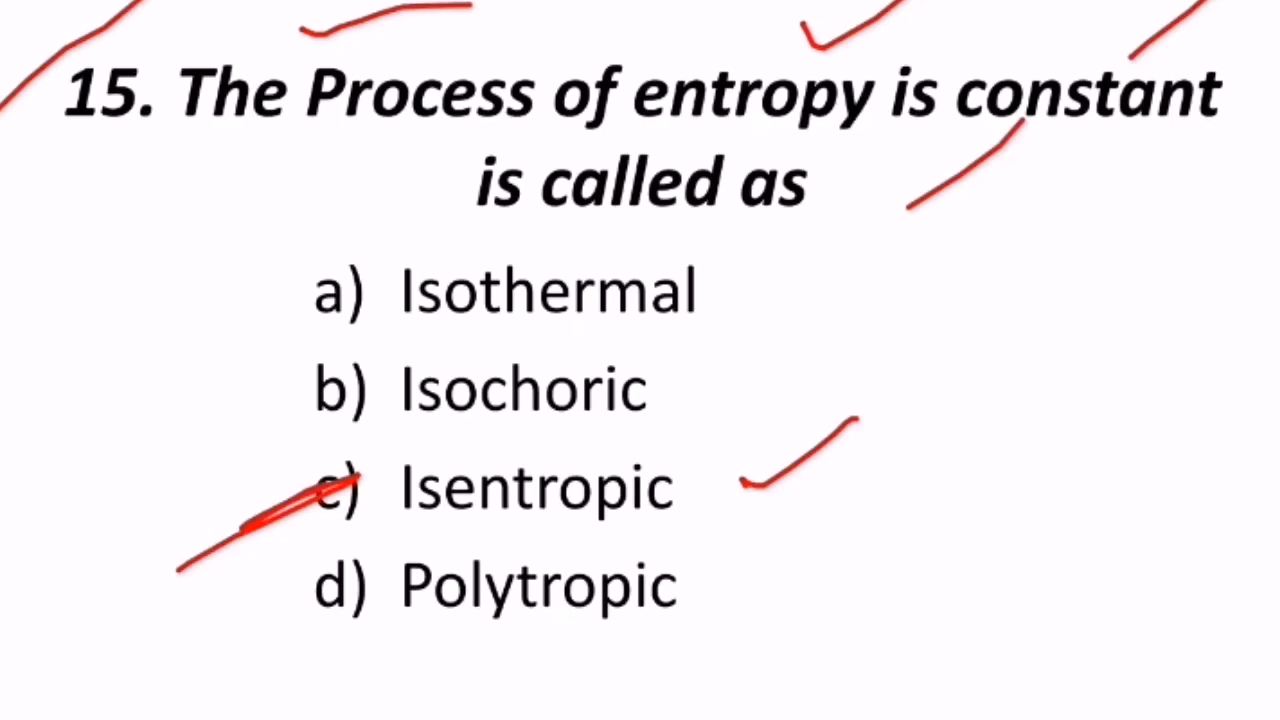 15. The Process of entropy is constant
is called as
a) Isothermal
b) Isochoric
c) Isentropic
d) Polytropic